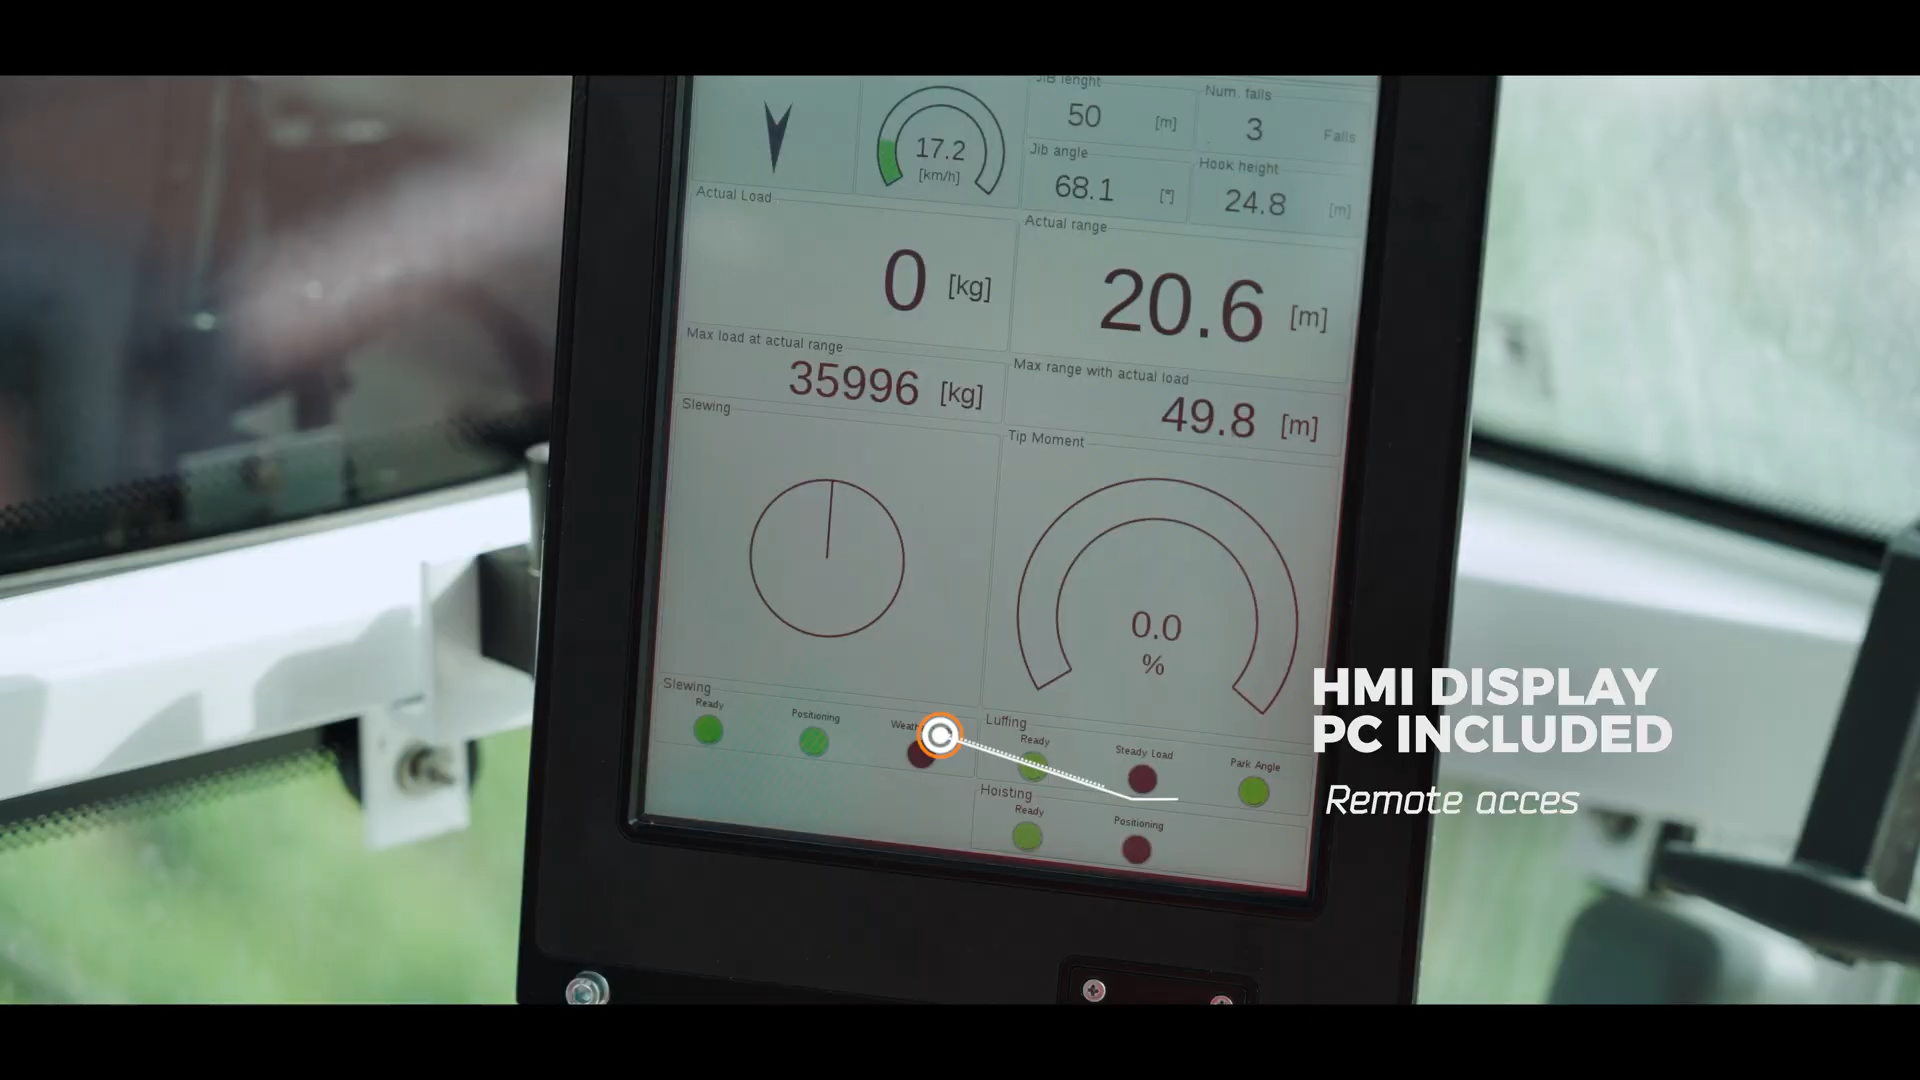 JIB lenght
50 [m]
Num. falls
3 Falls
17.2
[km/h]
Jib angle
68.1 [°]
Hook height
24.8 [m]
Actual Load
0 [kg]
Actual range
20.6 [m]
Max load at actual range
35996 [kg]
Max range with actual load
49.8 [m]
Slewing
Tip Moment
0.0
%
Slewing
Ready
Positioning
Luffing
Ready
Steady Load
Park Angle
Hoisting
Ready
Positioning
HMI DISPLAY
PC INCLUDED
Remote acces